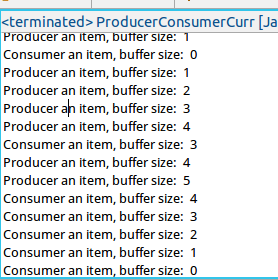 <terminated> ProducerConsumerCurr [Ja
Producer an item, buffer size:  1
Consumer an item, buffer size:  0
Producer an item, buffer size:  1
Producer an item, buffer size:  2
Producer an item, buffer size:  3
Producer an item, buffer size:  4
Consumer an item, buffer size:  3
Producer an item, buffer size:  4
Producer an item, buffer size:  5
Consumer an item, buffer size:  4
Consumer an item, buffer size:  3
Consumer an item, buffer size:  2
Consumer an item, buffer size:  1
Consumer an item, buffer size:  0